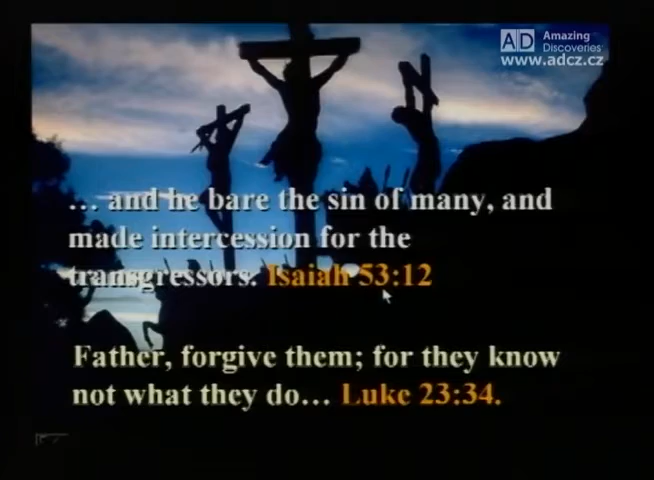 AD Amazing
Discoveries
www.adcz.cz
... and he bare the sin of many, and
made intercession for the
transgressors. Isaiah 53:12
Father, forgive them; for they know
not what they do... Luke 23:34.